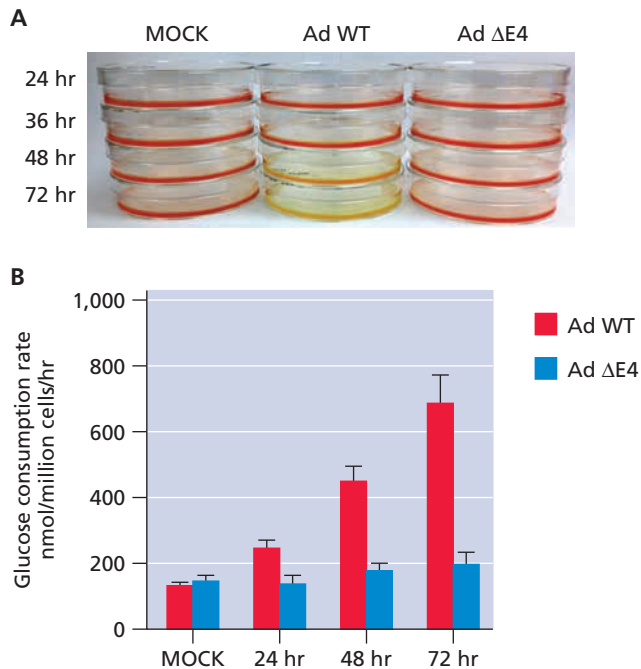 A
MOCK Ad WT Ad ΔE4
24 hr
36 hr
48 hr
72 hr
B
Glucose consumption rate
nmol/million cells/hr
1,000
800
600
400
200
0
MOCK 24 hr 48 hr 72 hr
Ad WT
Ad ΔE4